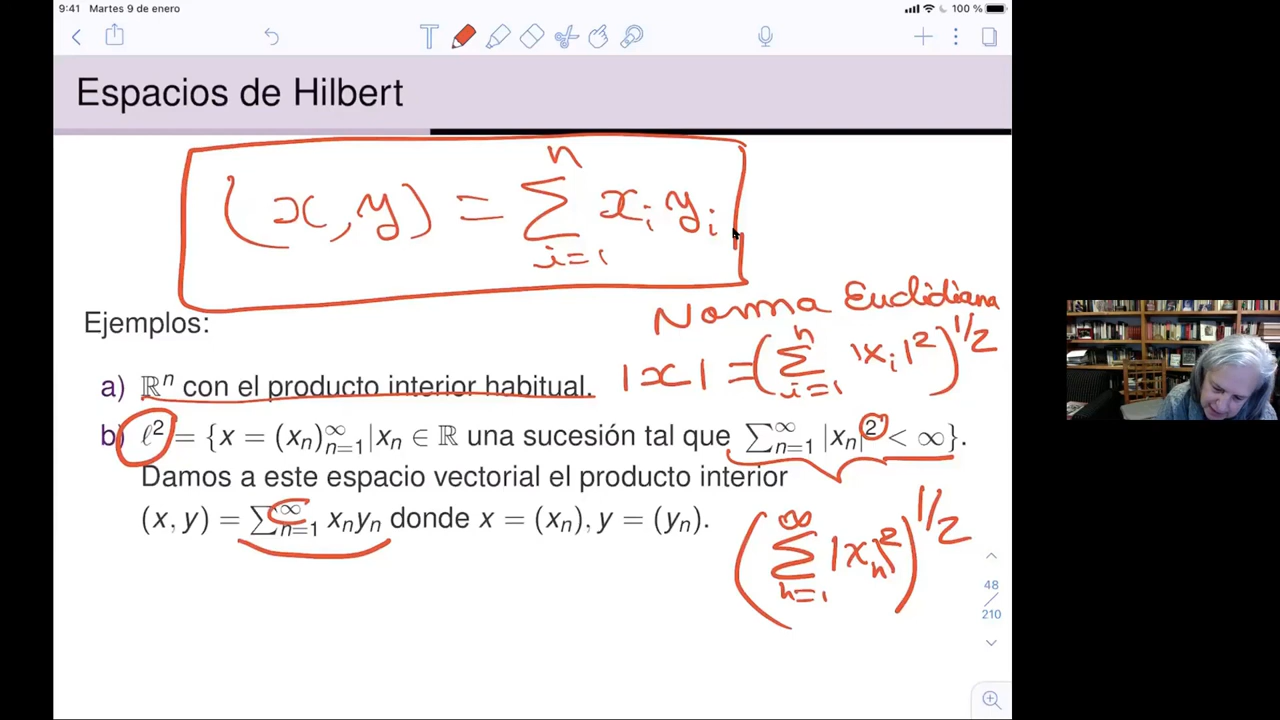 9:41 Martes 9 de enero 100 %
Espacios de Hilbert
(x, y) = ∑_{i=1}^{n} x_i y_i
Norma Euclidiana
Ejemplos:
|x| = (∑_{i=1}^{n} |x_i|^2)^{1/2}
a) ℝ^n con el producto interior habitual.
b) ℓ^2 = {x = (x_n)_{n=1}^{∞} | x_n ∈ ℝ una sucesión tal que ∑_{n=1}^{∞} |x_n|^2 < ∞}.
Damos a este espacio vectorial el producto interior
(x, y) = ∑_{n=1}^{∞} x_n y_n donde x = (x_n), y = (y_n).
(∑_{n=1}^{∞} |x_n|^2)^{1/2}
48
210